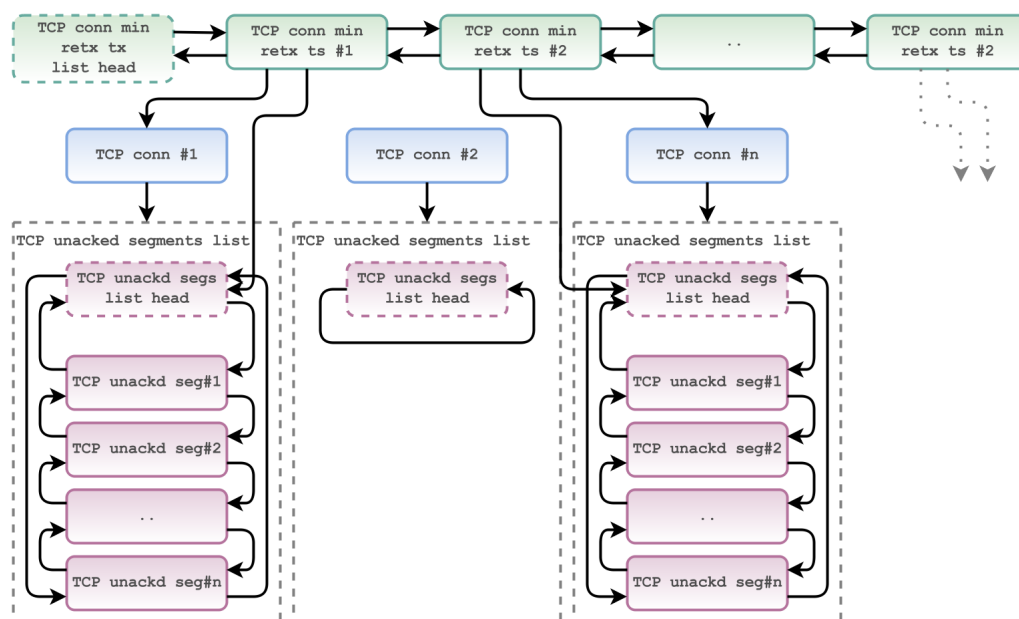 TCP conn min
retx tx
list head
TCP conn min
retx ts #1
TCP conn min
retx ts #2
..
TCP conn min
retx ts #2
TCP conn #1
TCP conn #2
TCP conn #n
TCP unacked segments list
TCP unackd segs
list head
TCP unackd seg#1
TCP unackd seg#2
..
TCP unackd seg#n
TCP unacked segments list
TCP unackd segs
list head
TCP unacked segments list
TCP unackd segs
list head
TCP unackd seg#1
TCP unackd seg#2
..
TCP unackd seg#n